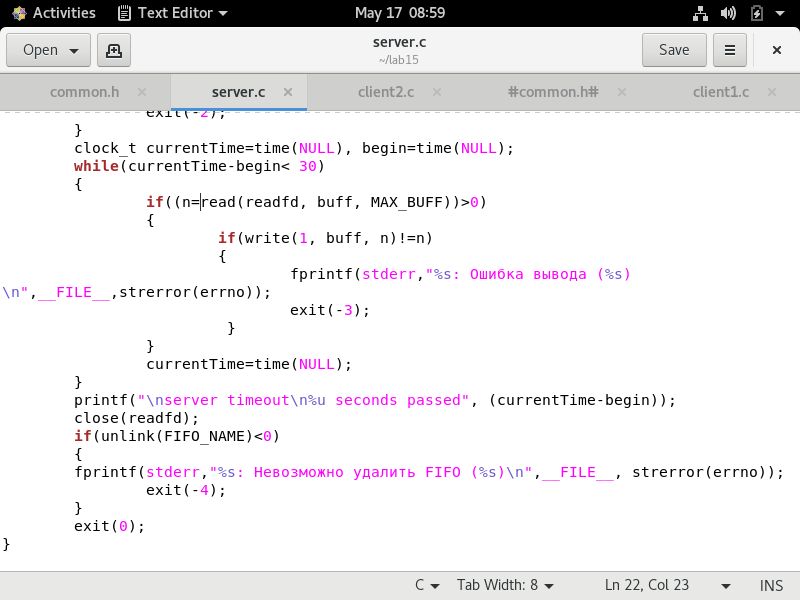 Activities Text Editor May 17 08:59
Open server.c Save
~/lab15
common.h server.c client2.c #common.h# client1.c
exit(-2);
}
clock_t currentTime=time(NULL), begin=time(NULL);
while(currentTime-begin< 30)
{
if((n=read(readfd, buff, MAX_BUFF))>0)
{
if(write(1, buff, n)!=n)
{
fprintf(stderr,"%s: Ошибка вывода (%s)
\n",__FILE__,strerror(errno));
exit(-3);
}
}
currentTime=time(NULL);
}
printf("\nserver timeout\n%u seconds passed", (currentTime-begin));
close(readfd);
if(unlink(FIFO_NAME)<0)
{
fprintf(stderr,"%s: Невозможно удалить FIFO (%s)\n",__FILE__, strerror(errno));
exit(-4);
}
exit(0);
}
C Tab Width: 8 Ln 22, Col 23 INS